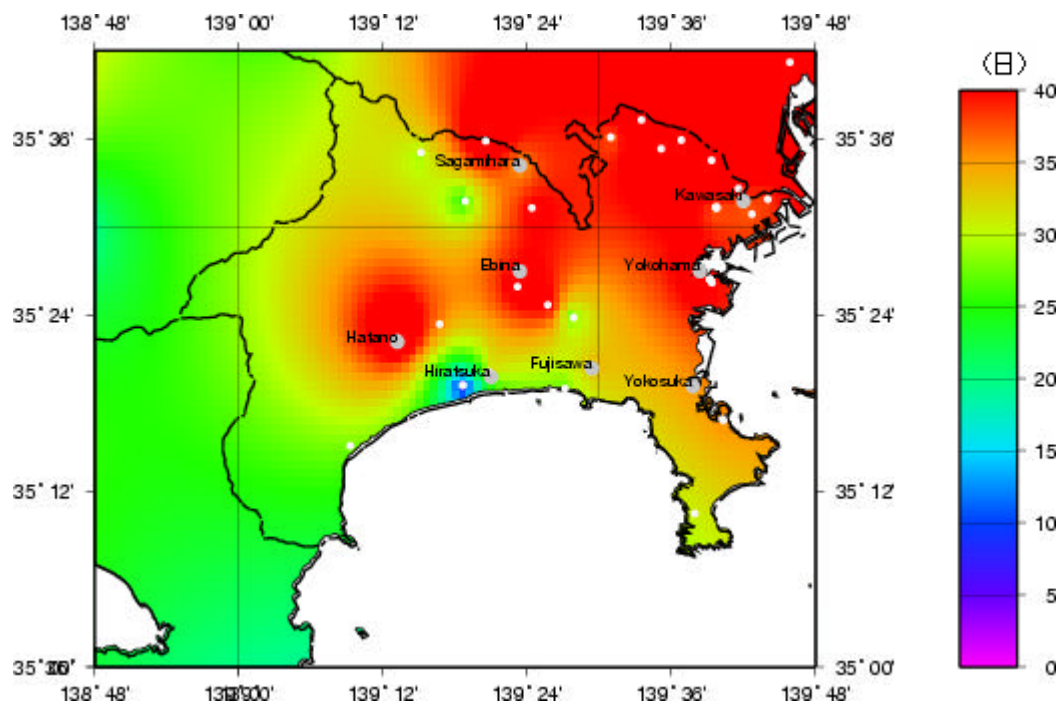 138˚ 48' 139˚ 00' 139˚ 12' 139˚ 24' 139˚ 36' 139˚ 48'
(日)
40
35˚ 36' 35˚ 36'
Sagamihara
35
Kawasaki
30
Ebina Yokohama
25
35˚ 24' 35˚ 24'
Hatano
Fujisawa
Hiratsuka
20
Yokosuka
15
35˚ 12' 35˚ 12'
10
5
35˚ 00' 35˚ 00'
0
138˚ 48' 139˚ 00' 139˚ 12' 139˚ 24' 139˚ 36' 139˚ 48'